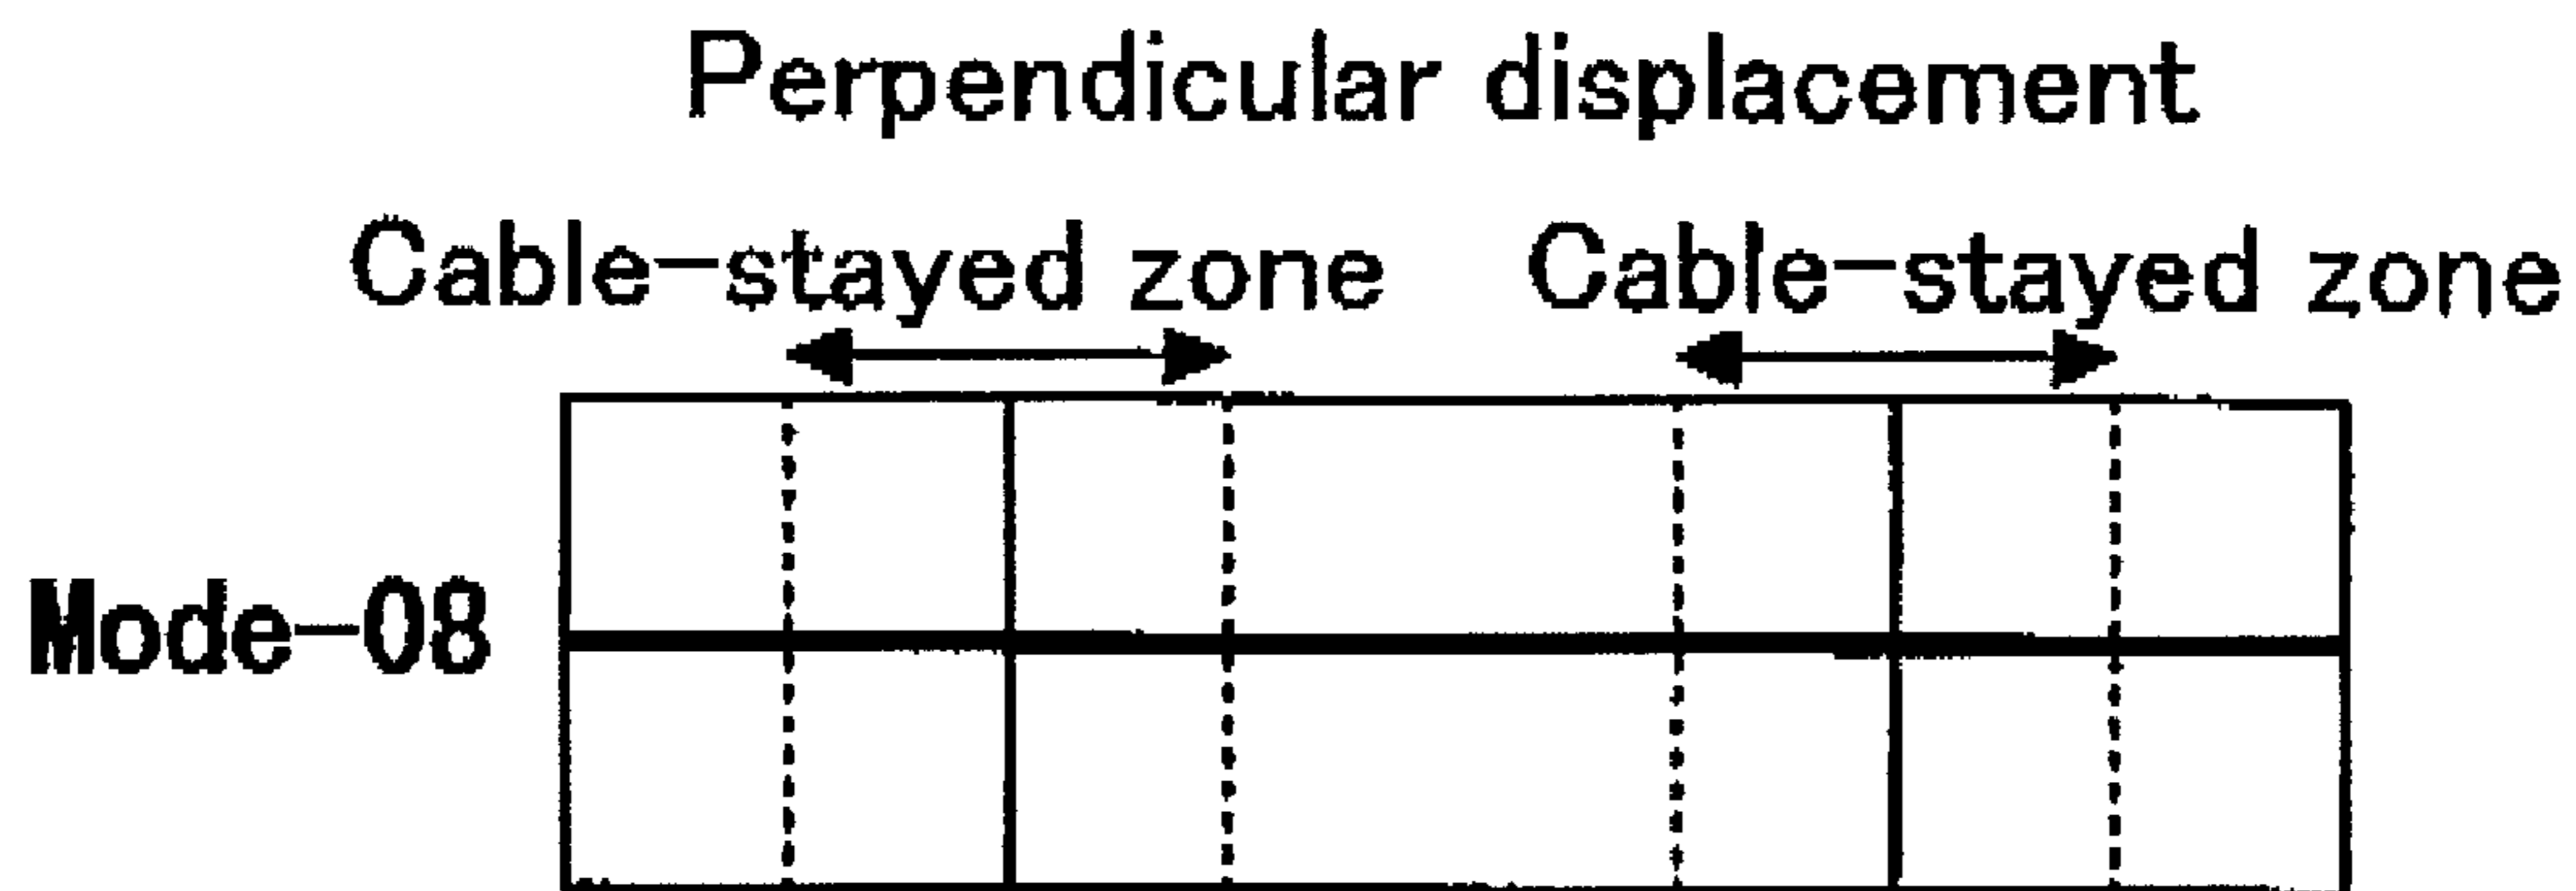 Perpendicular displacement
Cable-stayed zone Cable-stayed zone
Mode-08